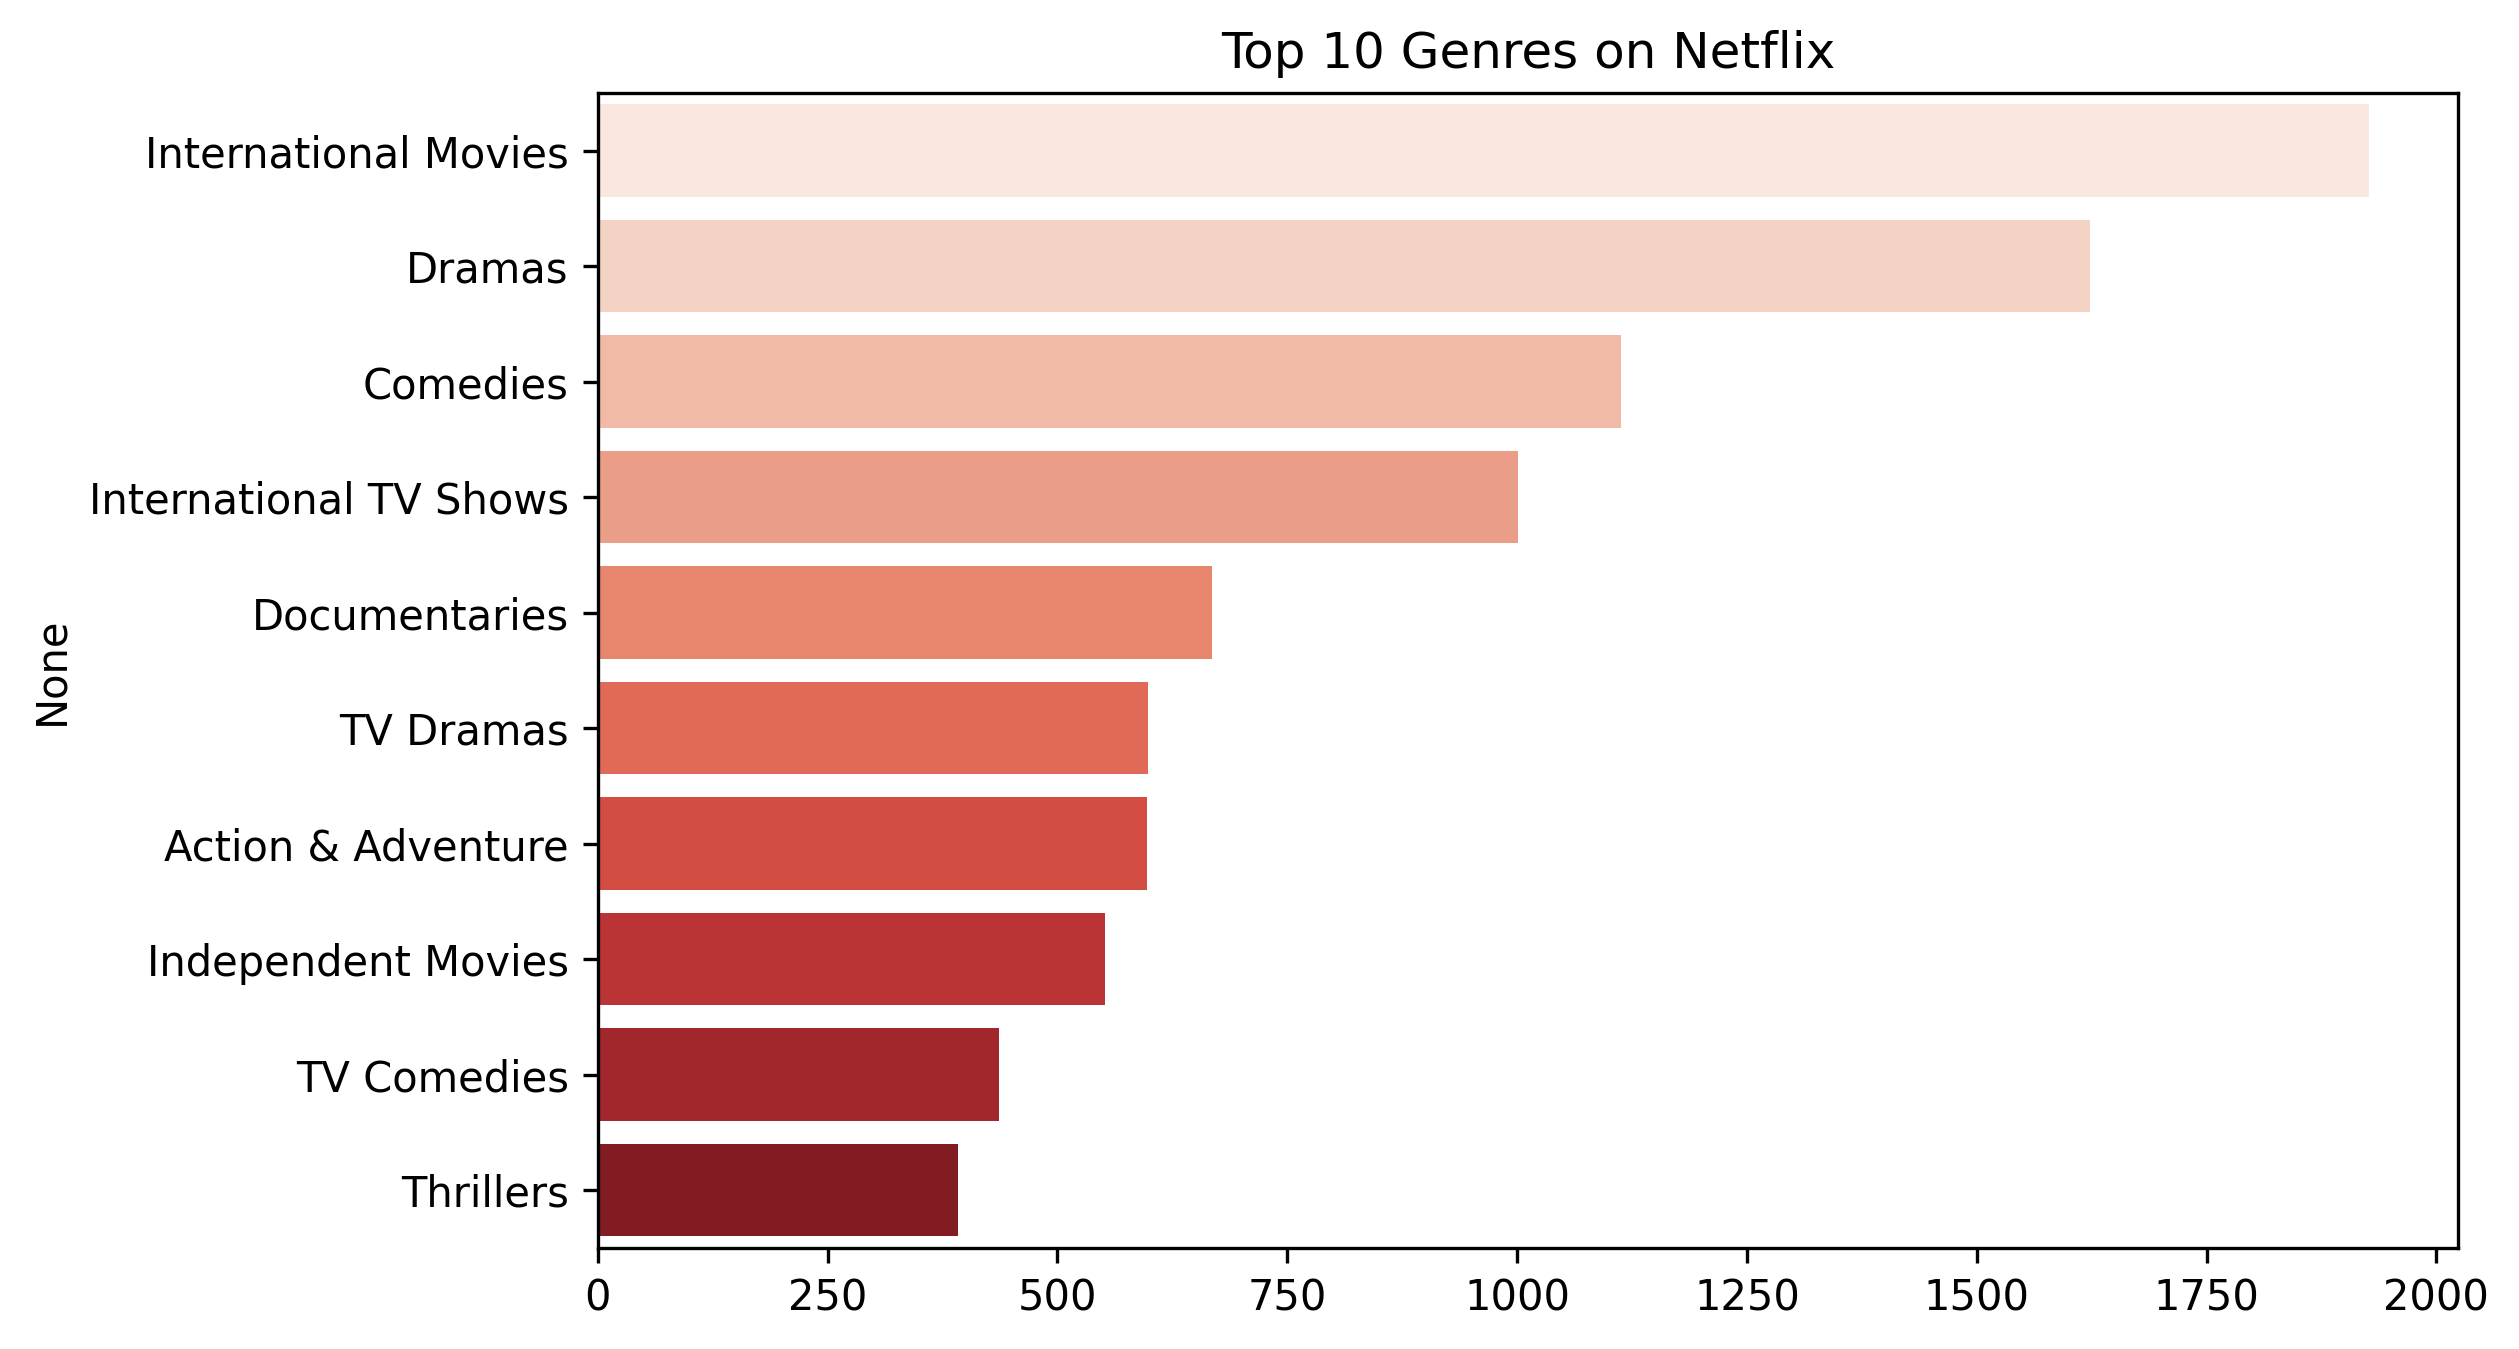 Top 10 Genres on Netflix
None
International Movies
Dramas
Comedies
International TV Shows
Documentaries
TV Dramas
Action & Adventure
Independent Movies
TV Comedies
Thrillers
0 250 500 750 1000 1250 1500 1750 2000